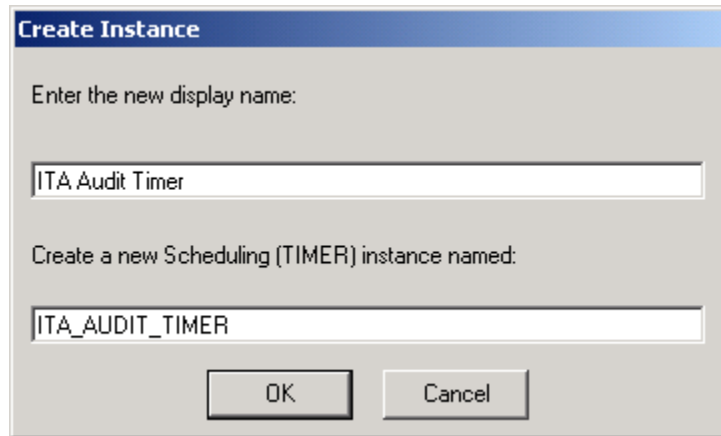 Create Instance
Enter the new display name:
ITA Audit Timer
Create a new Scheduling (TIMER) instance named:
ITA_AUDIT_TIMER
OK Cancel